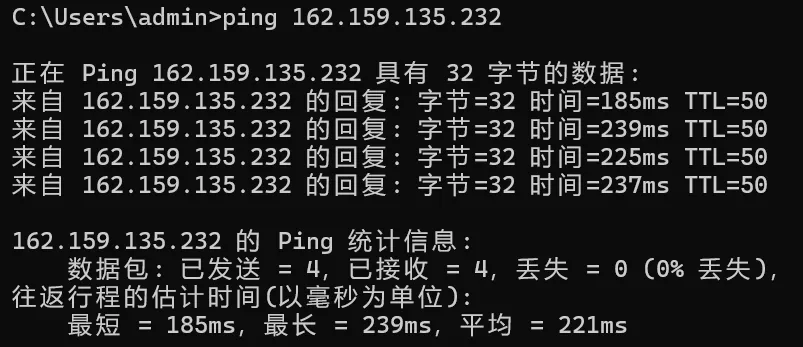 C:\Users\admin>ping 162.159.135.232
正在 Ping 162.159.135.232 具有 32 字节的数据:
来自 162.159.135.232 的回复: 字节=32 时间=185ms TTL=50
来自 162.159.135.232 的回复: 字节=32 时间=239ms TTL=50
来自 162.159.135.232 的回复: 字节=32 时间=225ms TTL=50
来自 162.159.135.232 的回复: 字节=32 时间=237ms TTL=50
162.159.135.232 的 Ping 统计信息:
数据包: 已发送 = 4, 已接收 = 4, 丢失 = 0 (0% 丢失),
往返行程的估计时间(以毫秒为单位):
最短 = 185ms, 最长 = 239ms, 平均 = 221ms